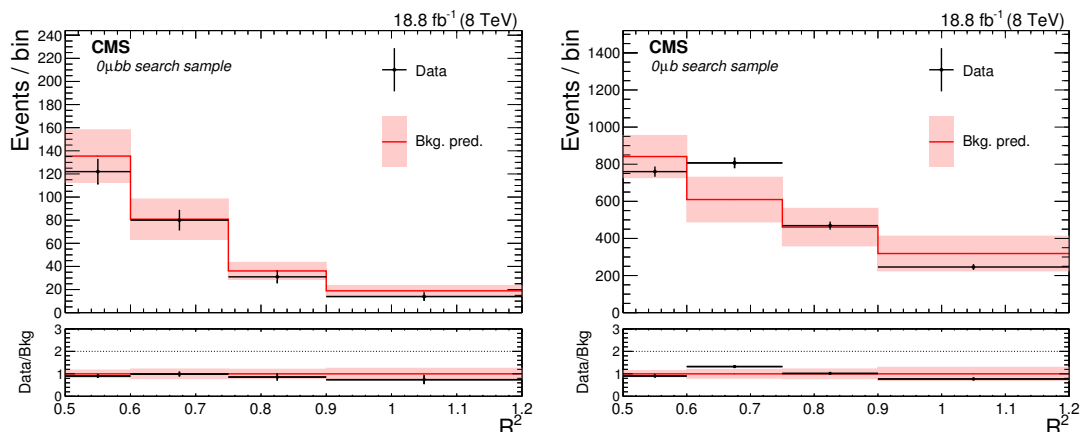 18.8 fb⁻¹ (8 TeV)
CMS
0μbb search sample
Data
Bkg. pred.
Events / bin
240
220
200
180
160
140
120
100
80
60
40
20
0
Data/Bkg
3
2
1
0
0.5 0.6 0.7 0.8 0.9 1 1.1 1.2
R²
18.8 fb⁻¹ (8 TeV)
CMS
0μb search sample
Data
Bkg. pred.
Events / bin
1400
1200
1000
800
600
400
200
0
Data/Bkg
3
2
1
0
0.5 0.6 0.7 0.8 0.9 1 1.1 1.2
R²